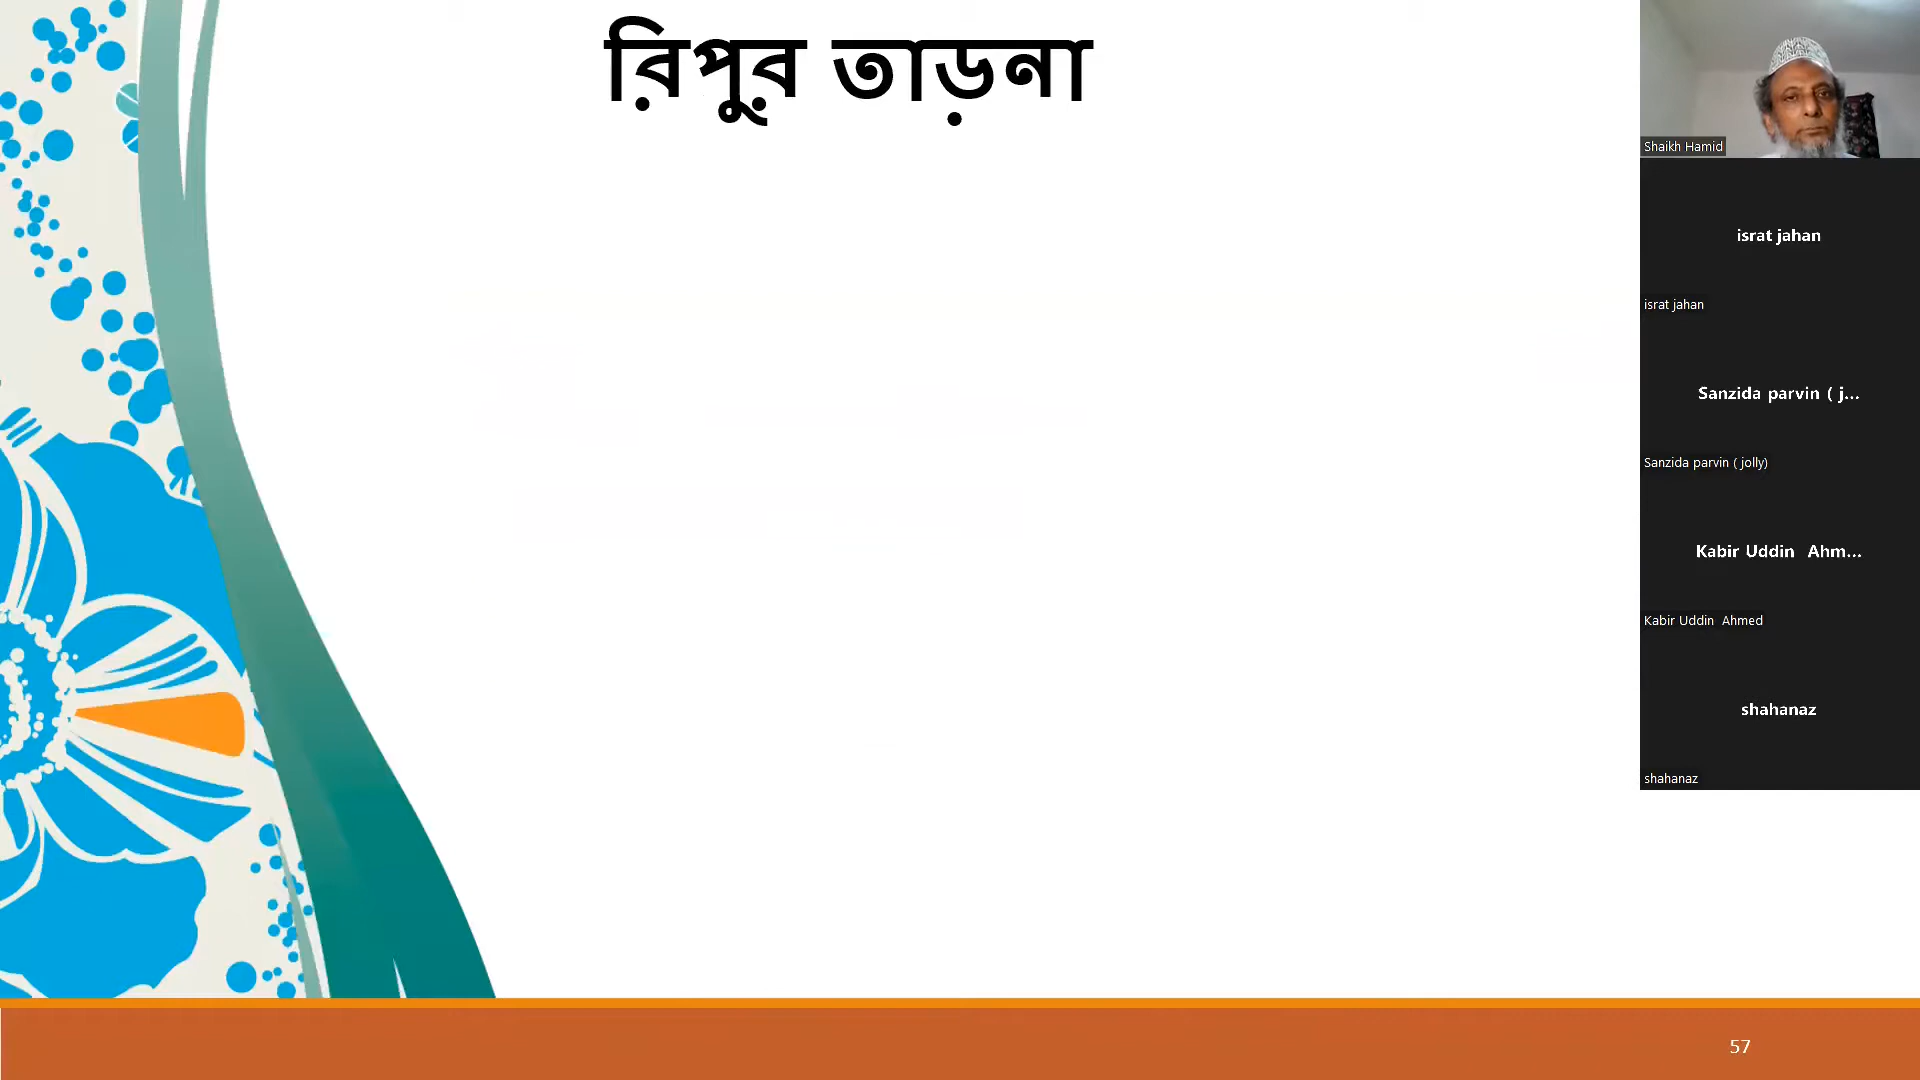 রিপুর তাড়না
Shaikh Hamid
israt jahan
israt jahan
Sanzida parvin ( j...
Sanzida parvin ( jolly)
Kabir Uddin Ahm...
Kabir Uddin Ahmed
shahanaz
shahanaz
57